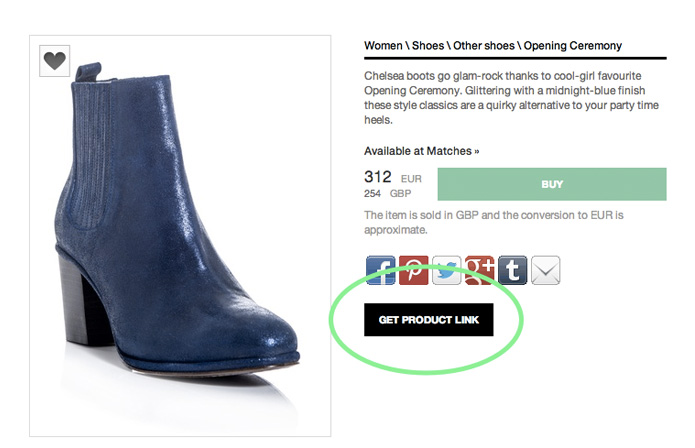 Women \ Shoes \ Other shoes \ Opening Ceremony
Chelsea boots go glam-rock thanks to cool-girl favourite
Opening Ceremony. Glittering with a midnight-blue finish
these style classics are a quirky alternative to your party time
heels.
Available at Matches »
312 EUR
254 GBP
BUY
The item is sold in GBP and the conversion to EUR is
approximate.
f p g+ t
GET PRODUCT LINK